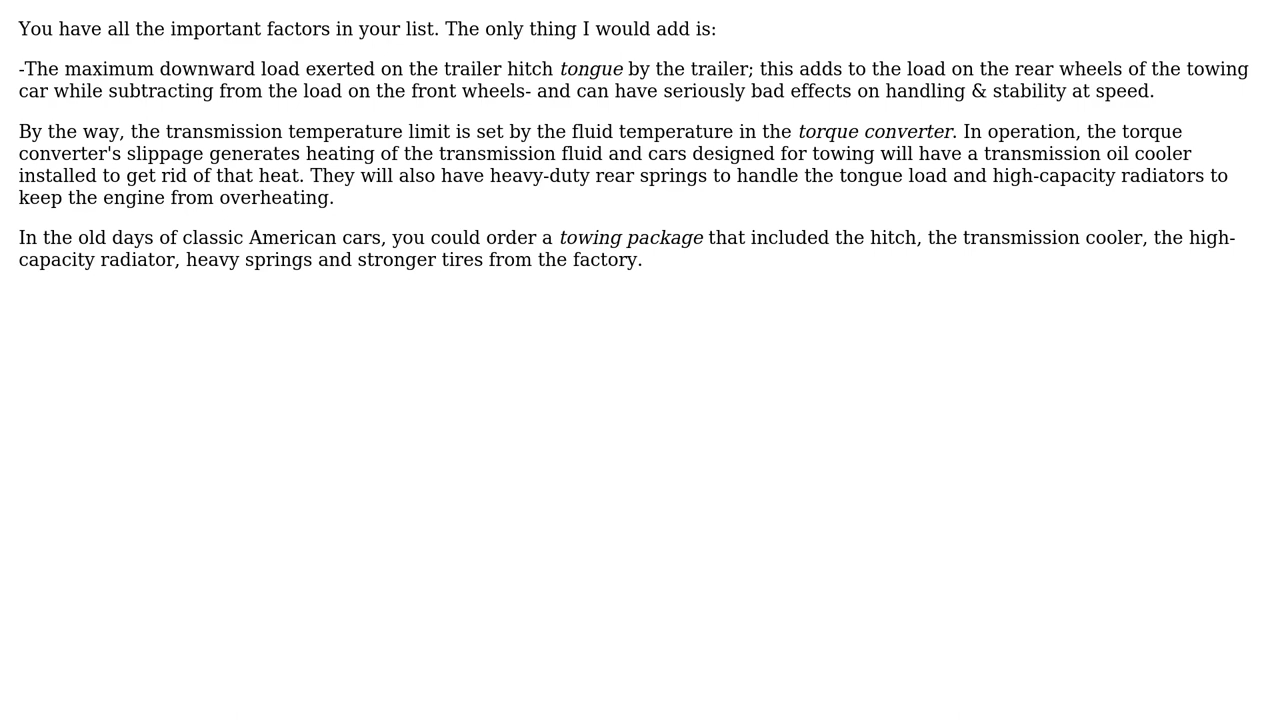 You have all the important factors in your list. The only thing I would add is:
-The maximum downward load exerted on the trailer hitch tongue by the trailer; this adds to the load on the rear wheels of the towing
car while subtracting from the load on the front wheels- and can have seriously bad effects on handling & stability at speed.
By the way, the transmission temperature limit is set by the fluid temperature in the torque converter. In operation, the torque
converter's slippage generates heating of the transmission fluid and cars designed for towing will have a transmission oil cooler
installed to get rid of that heat. They will also have heavy-duty rear springs to handle the tongue load and high-capacity radiators to
keep the engine from overheating.
In the old days of classic American cars, you could order a towing package that included the hitch, the transmission cooler, the high-
capacity radiator, heavy springs and stronger tires from the factory.